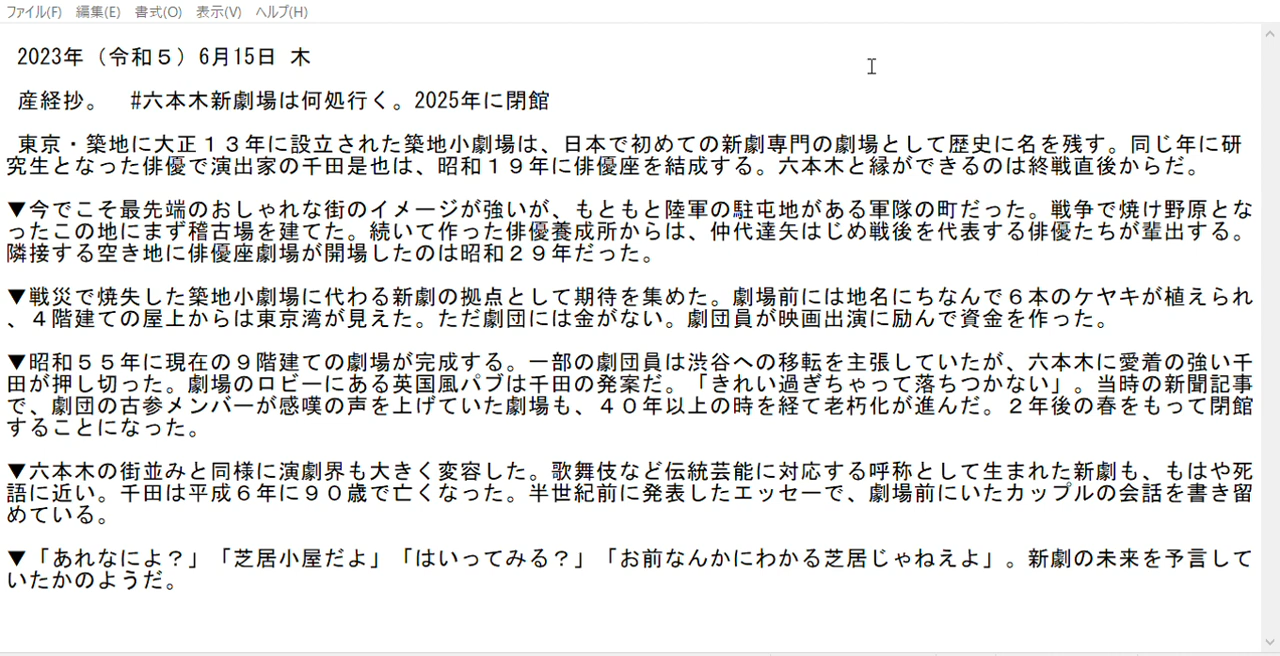 ファイル(F) 編集(E) 書式(O) 表示(V) ヘルプ(H)
2023年（令和５）6月15日 木
産経抄。 #六本木新劇場は何処行く。2025年に閉館
東京・築地に大正１３年に設立された築地小劇場は、日本で初めての新劇専門の劇場として歴史に名を残す。同じ年に研
究生となった俳優で演出家の千田是也は、昭和１９年に俳優座を結成する。六本木と縁ができるのは終戦直後からだ。
▼今でこそ最先端のおしゃれな街のイメージが強いが、もともと陸軍の駐屯地がある軍隊の町だった。戦争で焼け野原とな
ったこの地にまず稽古場を建てた。続いて作った俳優養成所からは、仲代達矢はじめ戦後を代表する俳優たちが輩出する。
隣接する空き地に俳優座劇場が開場したのは昭和２９年だった。
▼戦災で焼失した築地小劇場に代わる新劇の拠点として期待を集めた。劇場前には地名にちなんで６本のケヤキが植えられ
、４階建ての屋上からは東京湾が見えた。ただ劇団には金がない。劇団員が映画出演に励んで資金を作った。
▼昭和５５年に現在の９階建ての劇場が完成する。一部の劇団員は渋谷への移転を主張していたが、六本木に愛着の強い千
田が押し切った。劇場のロビーにある英国風パブは千田の発案だ。「きれい過ぎちゃって落ちつかない」。当時の新聞記事
で、劇団の古参メンバーが感嘆の声を上げていた劇場も、４０年以上の時を経て老朽化が進んだ。２年後の春をもって閉館
することになった。
▼六本木の街並みと同様に演劇界も大きく変容した。歌舞伎など伝統芸能に対応する呼称として生まれた新劇も、もはや死
語に近い。千田は平成６年に９０歳で亡くなった。半世紀前に発表したエッセーで、劇場前にいたカップルの会話を書き留
めている。
▼「あれなによ？」「芝居小屋だよ」「はいってみる？」「お前なんかにわかる芝居じゃねえよ」。新劇の未来を予言して
いたかのようだ。